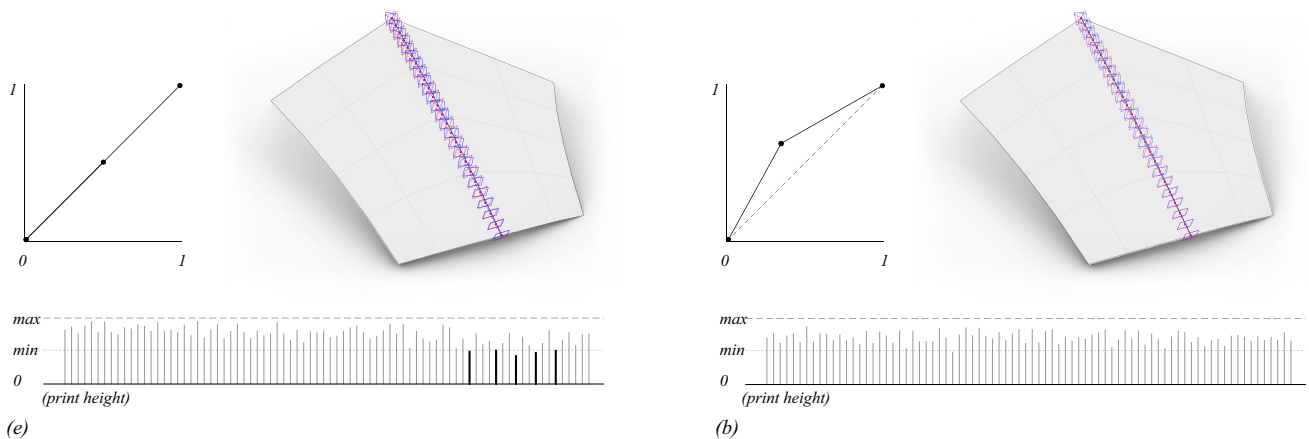 1
0 1
max
min
0
(print height)
(e)
1
0 1
max
min
0
(print height)
(b)